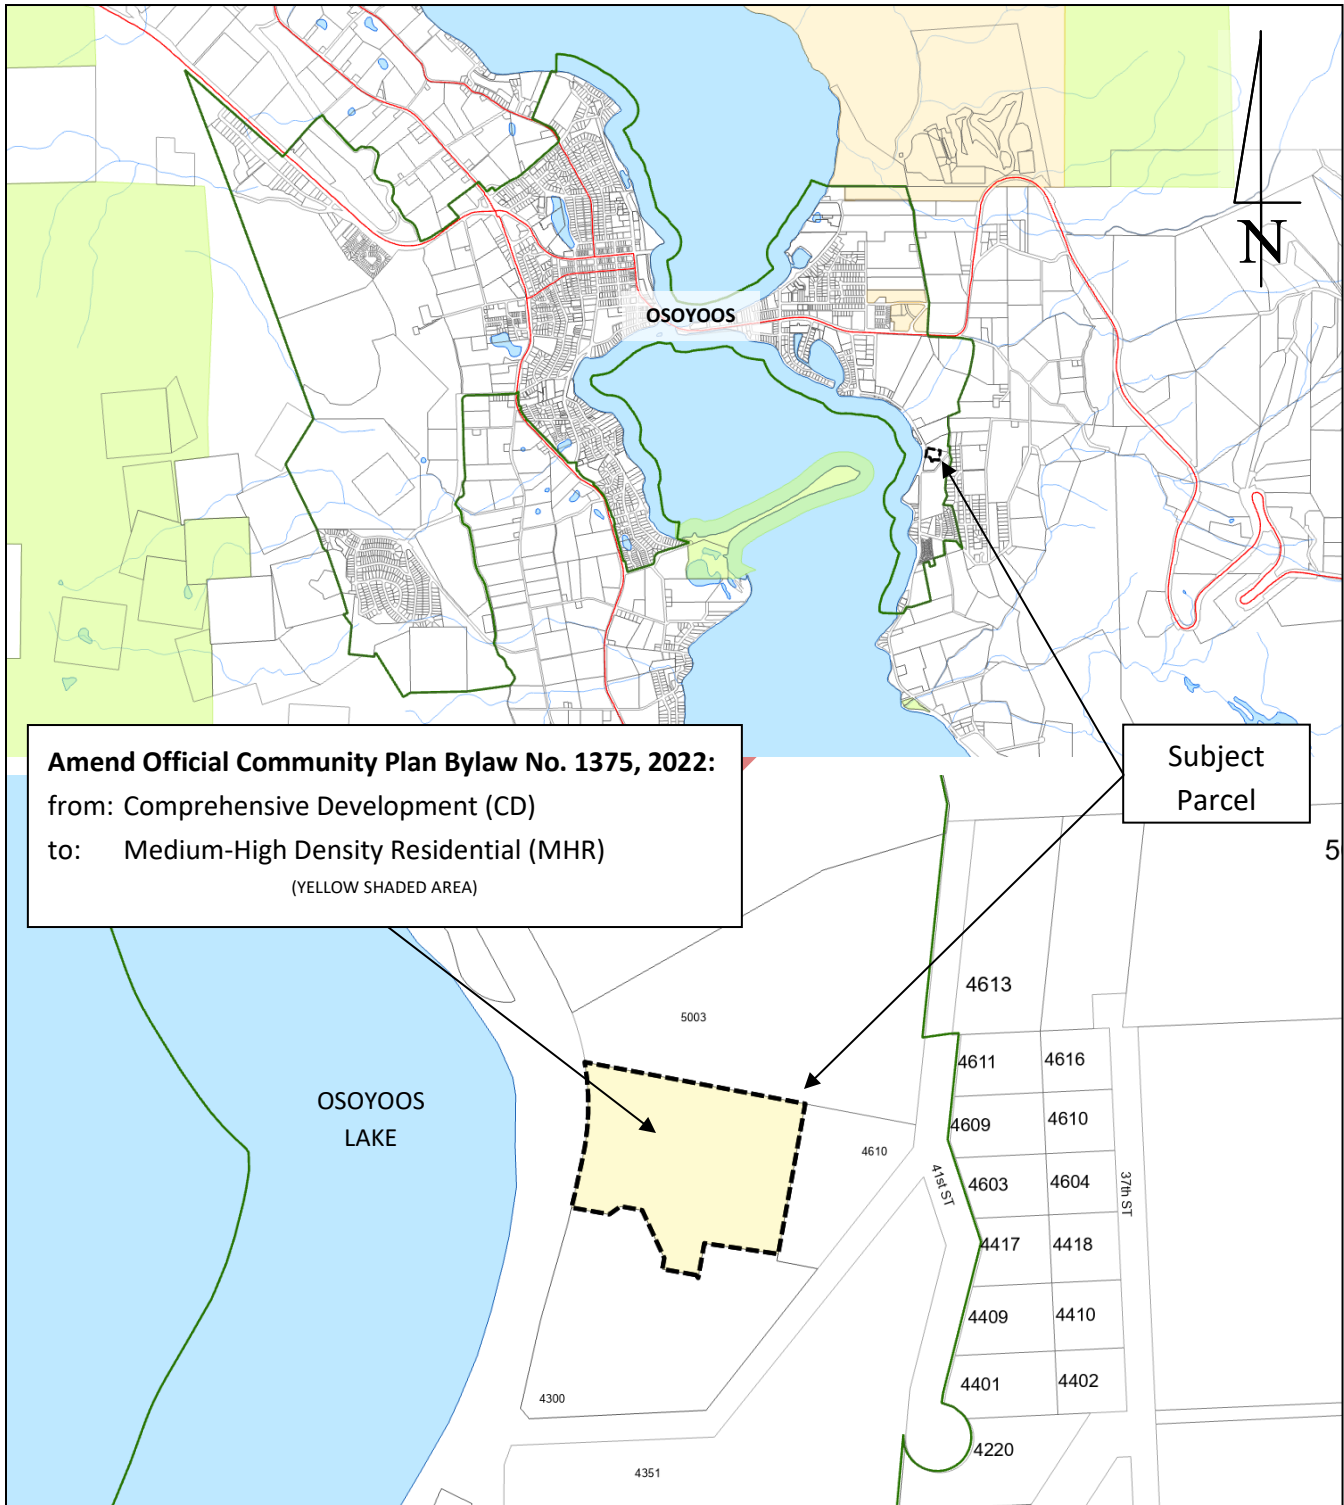 N
OSOYOOS
Amend Official Community Plan Bylaw No. 1375, 2022:
from: Comprehensive Development (CD)
to: Medium-High Density Residential (MHR)
(YELLOW SHADED AREA)
Subject
Parcel
5
4613
5003
4611
4616
OSOYOOS
LAKE
4609
4610
4610
41st ST
4603
4604
37th ST
4417
4418
4409
4410
4401
4402
4300
4220
4351